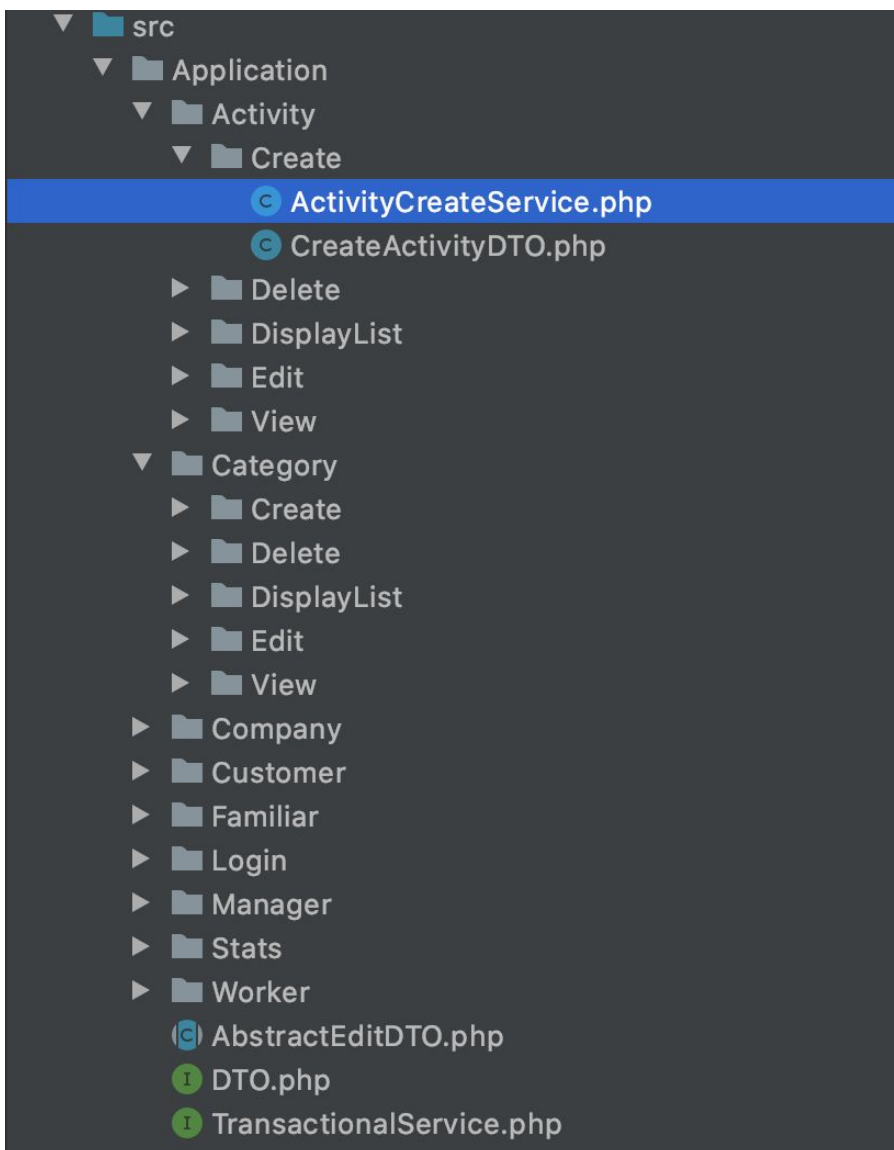 src
Application
Activity
Create
C ActivityCreateService.php
C CreateActivityDTO.php
Delete
DisplayList
Edit
View
Category
Create
Delete
DisplayList
Edit
View
Company
Customer
Familiar
Login
Manager
Stats
Worker
C AbstractEditDTO.php
I DTO.php
I TransactionalService.php